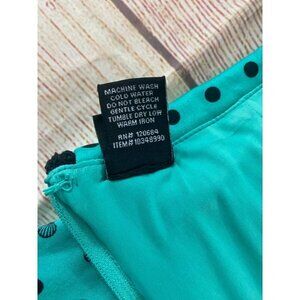 MACHINE WASH
COLD WATER
DO NOT BLEACH
GENTLE CYCLE
TUMBLE DRY LOW
WARM IRON
RN# 120684
ITEM# 10348990